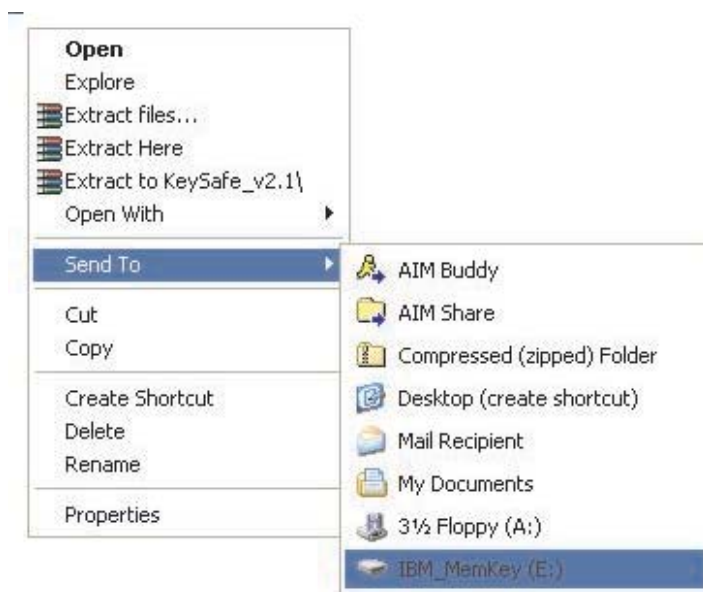 Open
Explore
Extract files...
Extract Here
Extract to KeySafe_v2.1\
Open With
Send To
Cut
Copy
Create Shortcut
Delete
Rename
Properties
AIM Buddy
AIM Share
Compressed (zipped) Folder
Desktop (create shortcut)
Mail Recipient
My Documents
3½ Floppy (A:)
IBM_MemKey (E:)